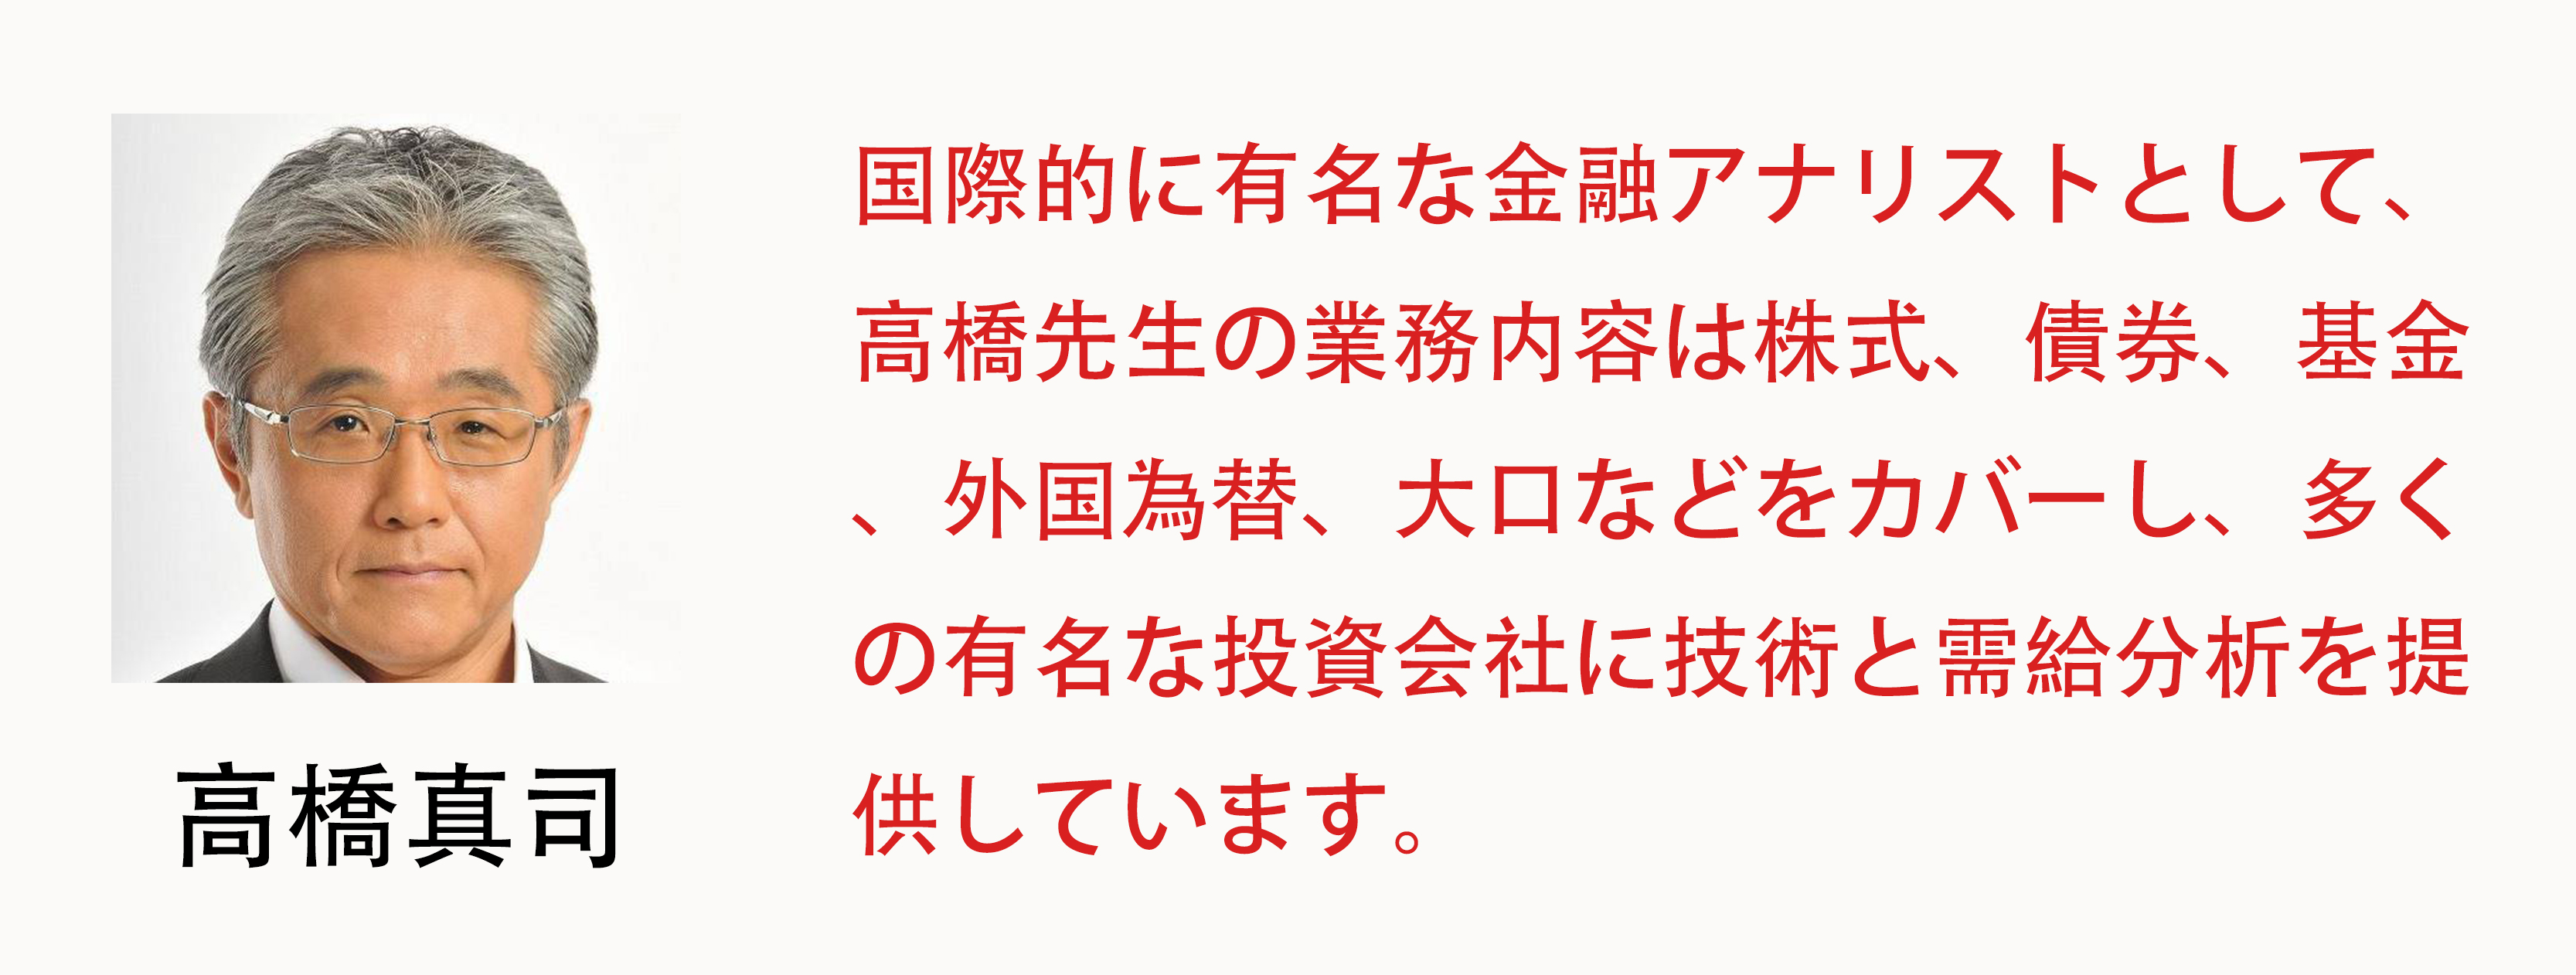 国際的に有名な金融アナリストとして、
高橋先生の業務内容は株式、債券、基金
、外国為替、大口などをカバーし、多く
の有名な投資会社に技術と需給分析を提
供しています。
高橋真司